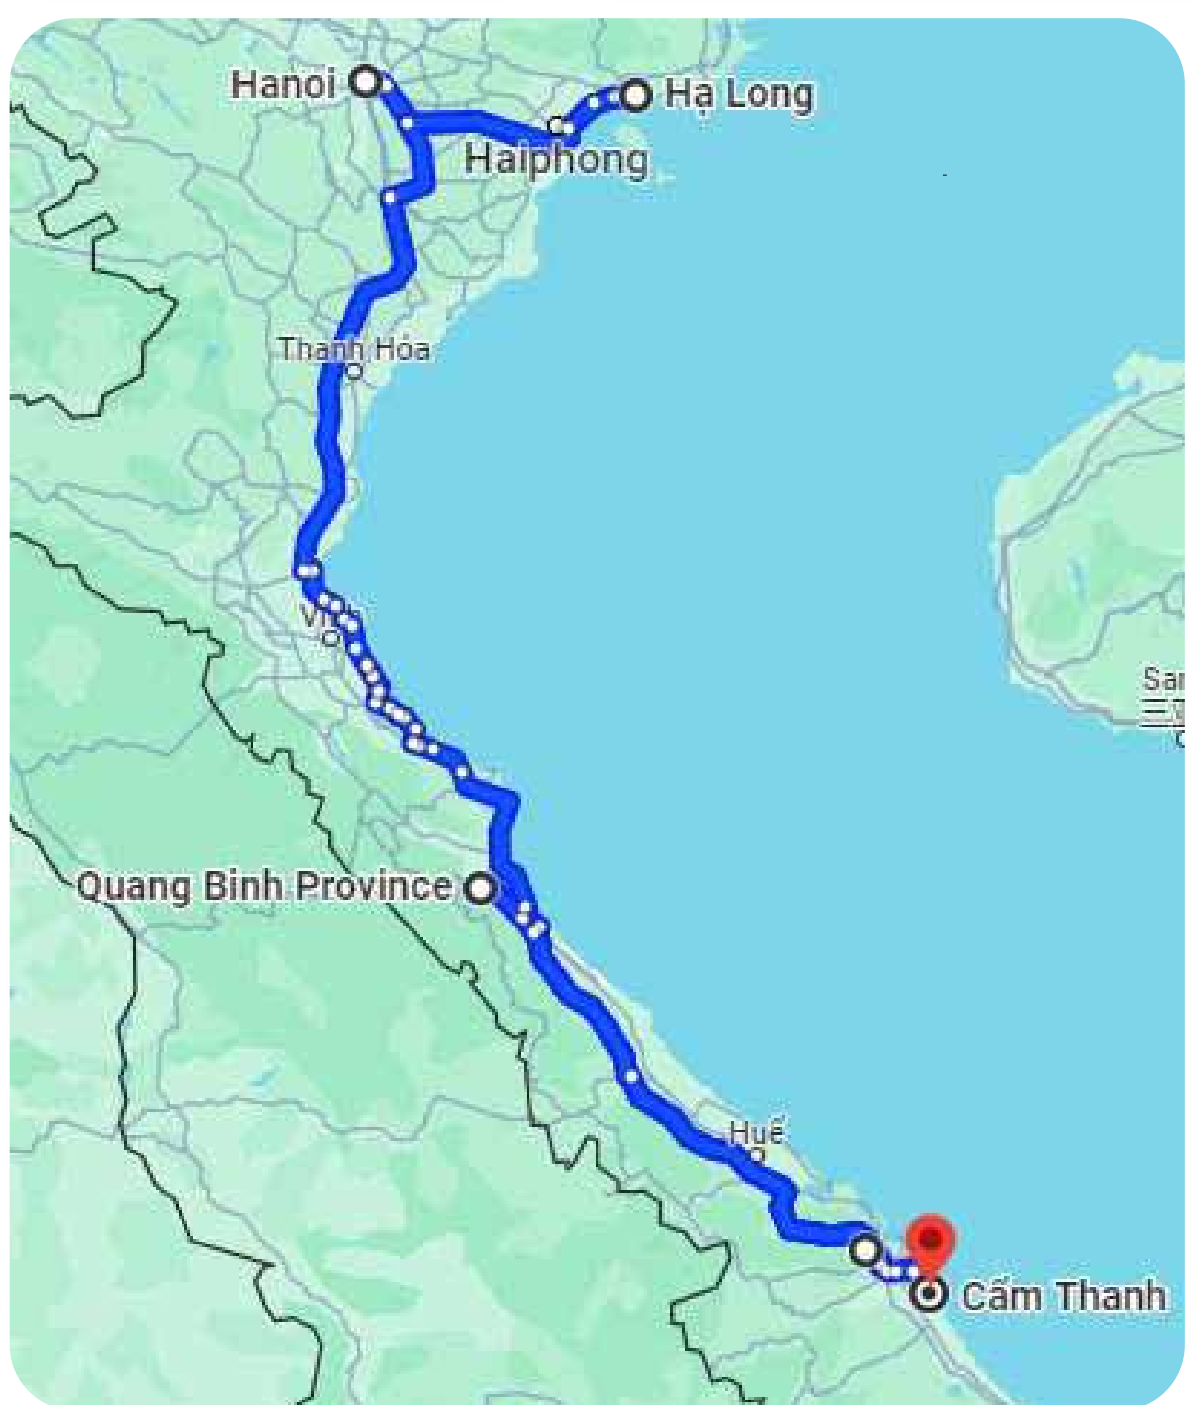 Hanoi
Hạ Long
Haiphong
Thanh Hóa
Quang Binh Province
Huế
Cẩm Thanh